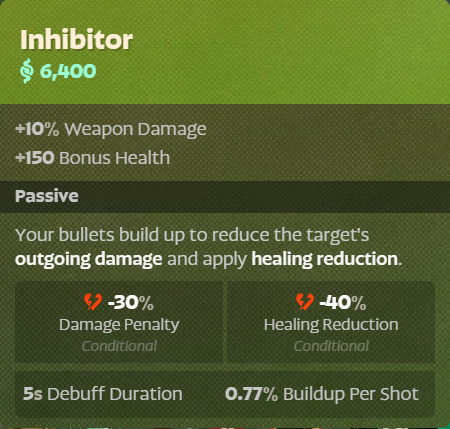 Inhibitor
6,400
+10% Weapon Damage
+150 Bonus Health
Passive
Your bullets build up to reduce the target's
outgoing damage and apply healing reduction.
-30% -40%
Damage Penalty Healing Reduction
Conditional Conditional
5s Debuff Duration 0.77% Buildup Per Shot